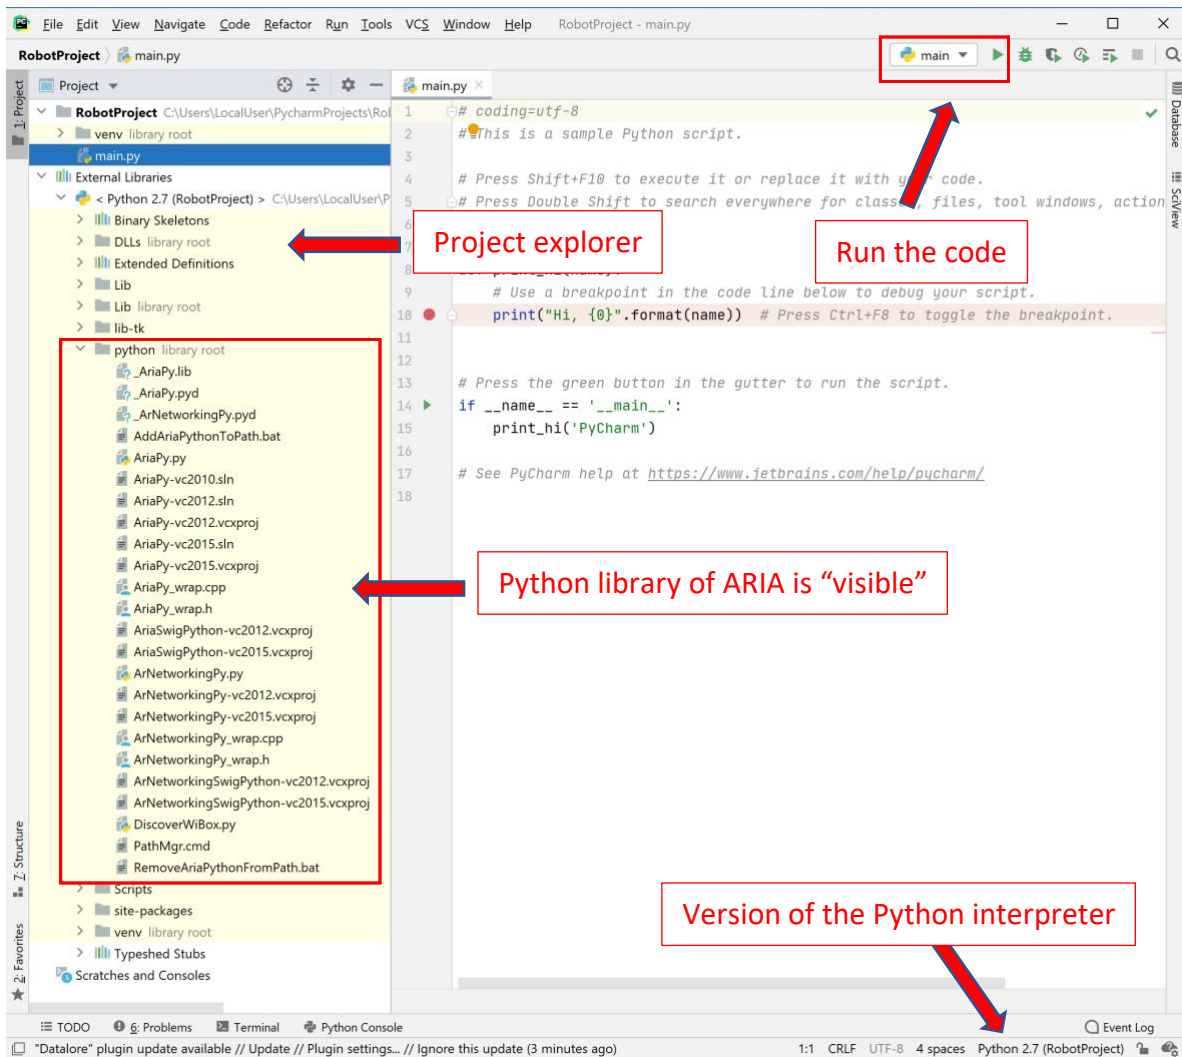 File Edit View Navigate Code Refactor Run Tools VCS Window Help RobotProject - main.py
RobotProject main.py
main
1: Project
Project
main.py
RobotProject C:\Users\LocalUser\PycharmProjects\Rol
venv library root
main.py
External Libraries
< Python 2.7 (RobotProject) > C:\Users\LocalUser\P
Binary Skeletons
DLLs library root
Extended Definitions
Lib
Lib library root
lib-tk
python library root
_AriaPy.lib
_AriaPy.pyd
_ArNetworkingPy.pyd
AddAriaPythonToPath.bat
AriaPy.py
AriaPy-vc2010.sln
AriaPy-vc2012.sln
AriaPy-vc2012.vcxproj
AriaPy-vc2015.sln
AriaPy-vc2015.vcxproj
AriaPy_wrap.cpp
AriaPy_wrap.h
AriaSwigPython-vc2012.vcxproj
AriaSwigPython-vc2015.vcxproj
ArNetworkingPy.py
ArNetworkingPy-vc2012.vcxproj
ArNetworkingPy-vc2015.vcxproj
ArNetworkingPy_wrap.cpp
ArNetworkingPy_wrap.h
ArNetworkingSwigPython-vc2012.vcxproj
ArNetworkingSwigPython-vc2015.vcxproj
DiscoverWiBox.py
PathMgr.cmd
RemoveAriaPythonFromPath.bat
Scripts
site-packages
venv library root
Typeshed Stubs
Scratches and Consoles
Z: Structure
2: Favorites
1 # coding=utf-8
2 # This is a sample Python script.
3
4 # Press Shift+F10 to execute it or replace it with your code.
5 # Press Double Shift to search everywhere for classes, files, tool windows, action
6
7
8
9 # Use a breakpoint in the code line below to debug your script.
10 print("Hi, {0}".format(name)) # Press Ctrl+F8 to toggle the breakpoint.
11
12
13 # Press the green button in the gutter to run the script.
14 if __name__ == '__main__':
15 print_hi('PyCharm')
16
17 # See PyCharm help at https://www.jetbrains.com/help/pycharm/
18
Project explorer
Run the code
Python library of ARIA is “visible”
Version of the Python interpreter
Database
SciView
TODO 6: Problems Terminal Python Console Event Log
"Datalore" plugin update available // Update // Plugin settings... // Ignore this update (3 minutes ago) 1:1 CRLF UTF-8 4 spaces Python 2.7 (RobotProject)